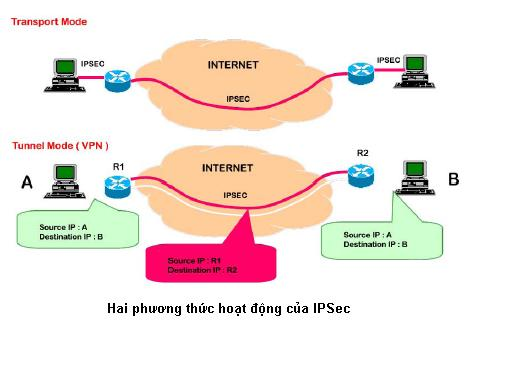 Transport Mode
IPSEC
INTERNET
IPSEC
IPSEC
Tunnel Mode ( VPN )
R1
INTERNET
R2
A
IPSEC
B
Source IP : A
Destination IP : B
Source IP : R1
Destination IP : R2
Source IP : A
Destination IP : B
Hai phương thức hoạt động của IPSec